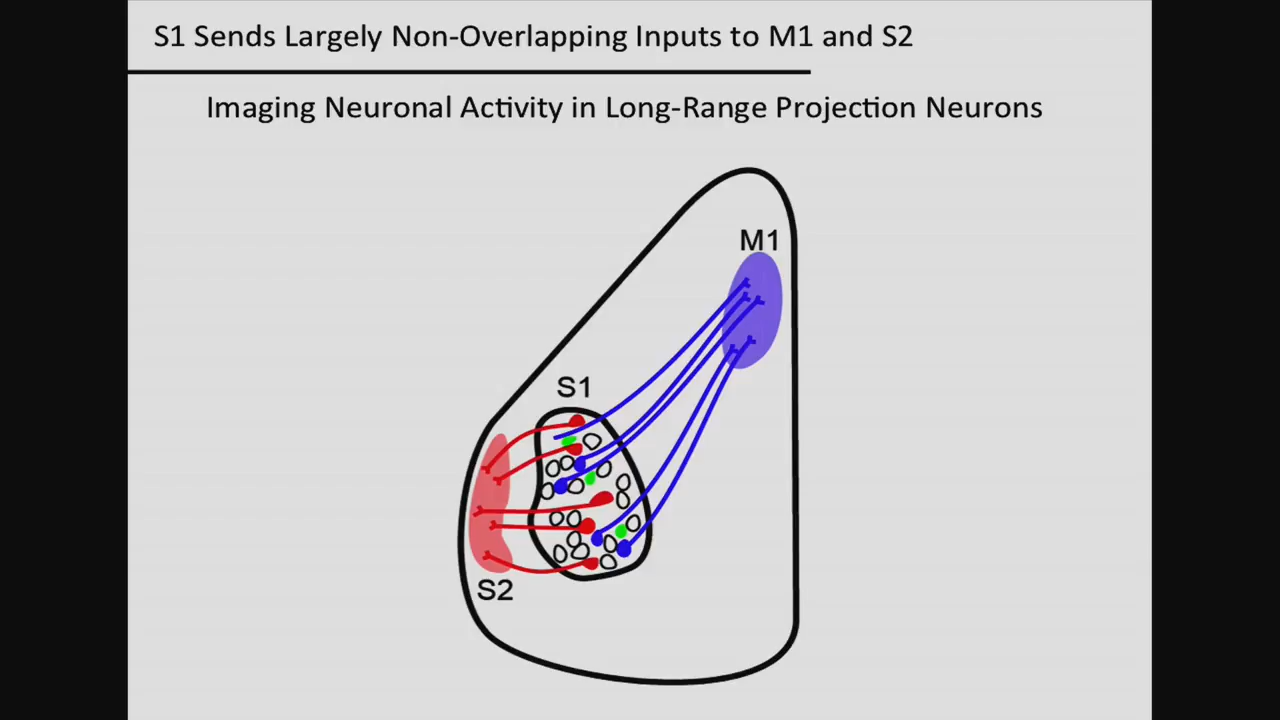 S1 Sends Largely Non-Overlapping Inputs to M1 and S2
Imaging Neuronal Activity in Long-Range Projection Neurons
M1
S1
S2